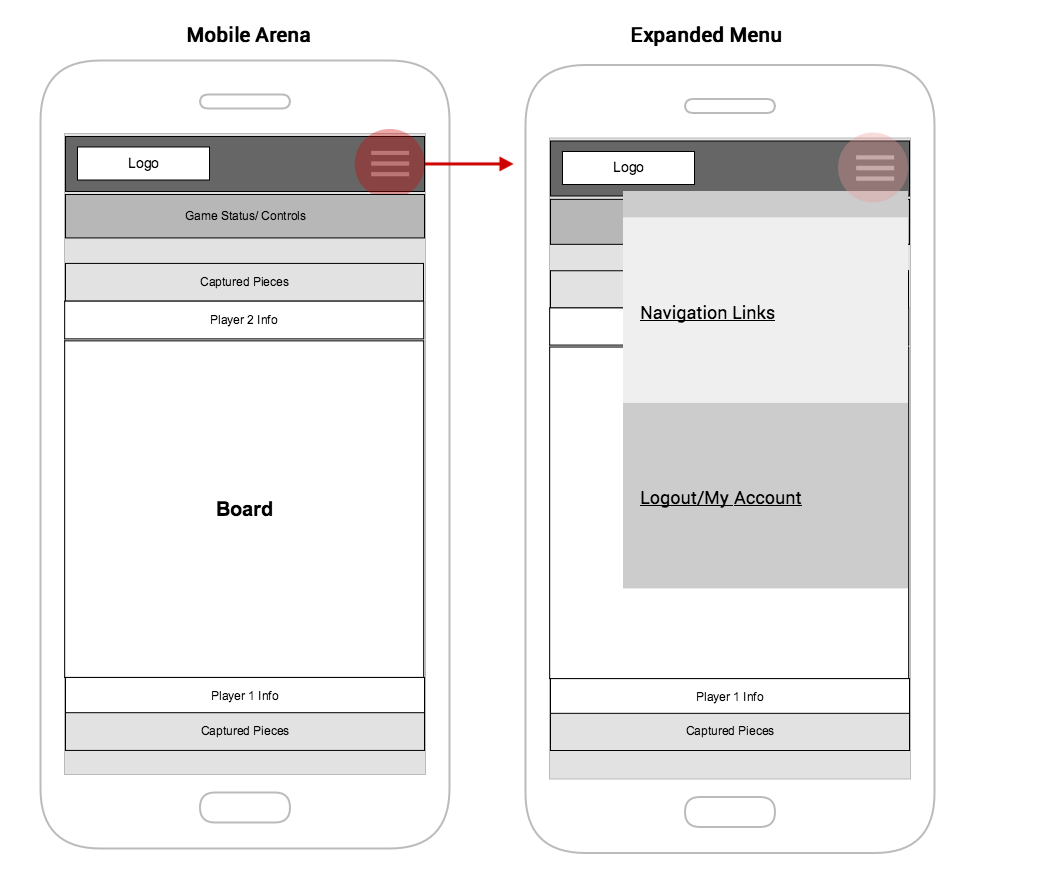 Mobile Arena
Logo
Game Status/ Controls
Captured Pieces
Player 2 Info
Board
Player 1 Info
Captured Pieces
Expanded Menu
Logo
Navigation Links
Logout/My Account
Player 1 Info
Captured Pieces